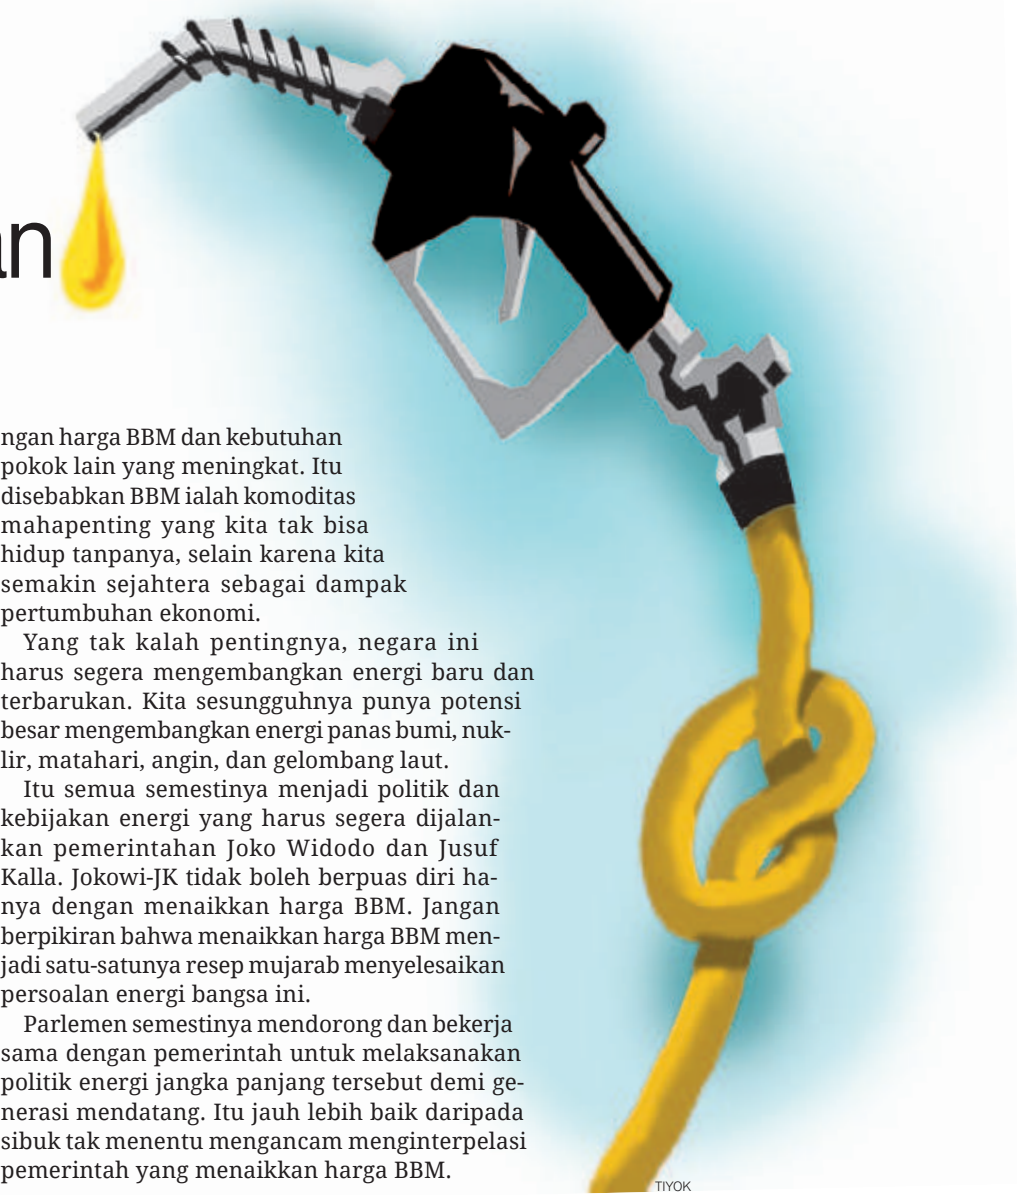 an
ngan harga BBM dan kebutuhan
pokok lain yang meningkat. Itu
disebabkan BBM ialah komoditas
mahapenting yang kita tak bisa
hidup tanpanya, selain karena kita
semakin sejahtera sebagai dampak
pertumbuhan ekonomi.
Yang tak kalah pentingnya, negara ini
harus segera mengembangkan energi baru dan
terbarukan. Kita sesungguhnya punya potensi
besar mengembangkan energi panas bumi, nuk-
lir, matahari, angin, dan gelombang laut.
Itu semua semestinya menjadi politik dan
kebijakan energi yang harus segera dijalan-
kan pemerintahan Joko Widodo dan Jusuf
Kalla. Jokowi-JK tidak boleh berpuas diri ha-
nya dengan menaikkan harga BBM. Jangan
berpikiran bahwa menaikkan harga BBM men-
jadi satu-satunya resep mujarab menyelesaikan
persoalan energi bangsa ini.
Parlemen semestinya mendorong dan bekerja
sama dengan pemerintah untuk melaksanakan
politik energi jangka panjang tersebut demi ge-
nerasi mendatang. Itu jauh lebih baik daripada
sibuk tak menentu mengancam menginterpelasi
pemerintah yang menaikkan harga BBM.
TIYOK